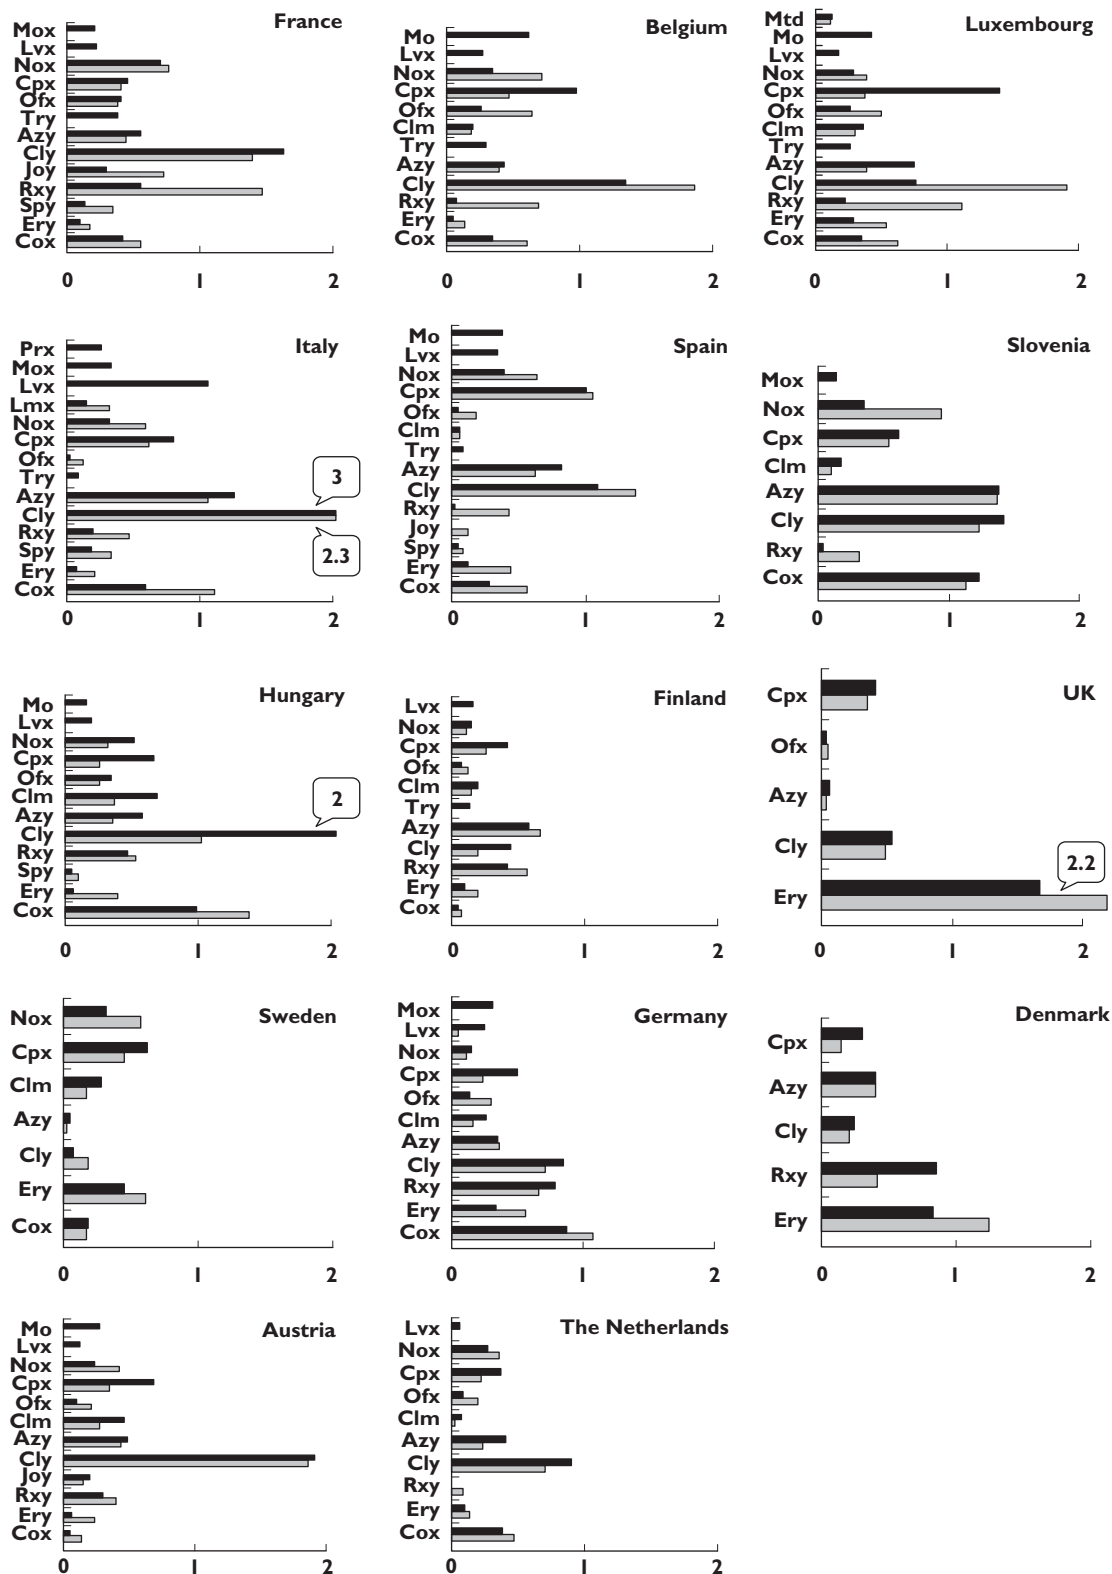 France
Mox
Lvx
Nox
Cpx
Ofx
Try
Azy
Cly
Joy
Rxy
Spy
Ery
Cox
0 1 2
Belgium
Mo
Lvx
Nox
Cpx
Ofx
Clm
Try
Azy
Cly
Rxy
Ery
Cox
0 1 2
Luxembourg
Mtd
Mo
Lvx
Nox
Cpx
Ofx
Clm
Try
Azy
Cly
Rxy
Ery
Cox
0 1 2
Italy
Prx
Mox
Lvx
Lmx
Nox
Cpx
Ofx
Try
Azy
Cly
Rxy
Spy
Ery
Cox
3
2.3
0 1 2
Spain
Mo
Lvx
Nox
Cpx
Ofx
Clm
Try
Azy
Cly
Rxy
Joy
Spy
Ery
Cox
0 1 2
Slovenia
Mox
Nox
Cpx
Clm
Azy
Cly
Rxy
Cox
0 1 2
Hungary
Mo
Lvx
Nox
Cpx
Ofx
Clm
Azy
Cly
Rxy
Spy
Ery
Cox
2
0 1 2
Finland
Lvx
Nox
Cpx
Ofx
Clm
Try
Azy
Cly
Rxy
Ery
Cox
0 1 2
UK
Cpx
Ofx
Azy
Cly
Ery
2.2
0 1 2
Sweden
Nox
Cpx
Clm
Azy
Cly
Ery
Cox
0 1 2
Germany
Mox
Lvx
Nox
Cpx
Ofx
Clm
Azy
Cly
Rxy
Ery
Cox
0 1 2
Denmark
Cpx
Azy
Cly
Rxy
Ery
0 1 2
Austria
Mo
Lvx
Nox
Cpx
Ofx
Clm
Azy
Cly
Joy
Rxy
Ery
Cox
0 1 2
The Netherlands
Lvx
Nox
Cpx
Ofx
Clm
Azy
Cly
Rxy
Ery
Cox
0 1 2